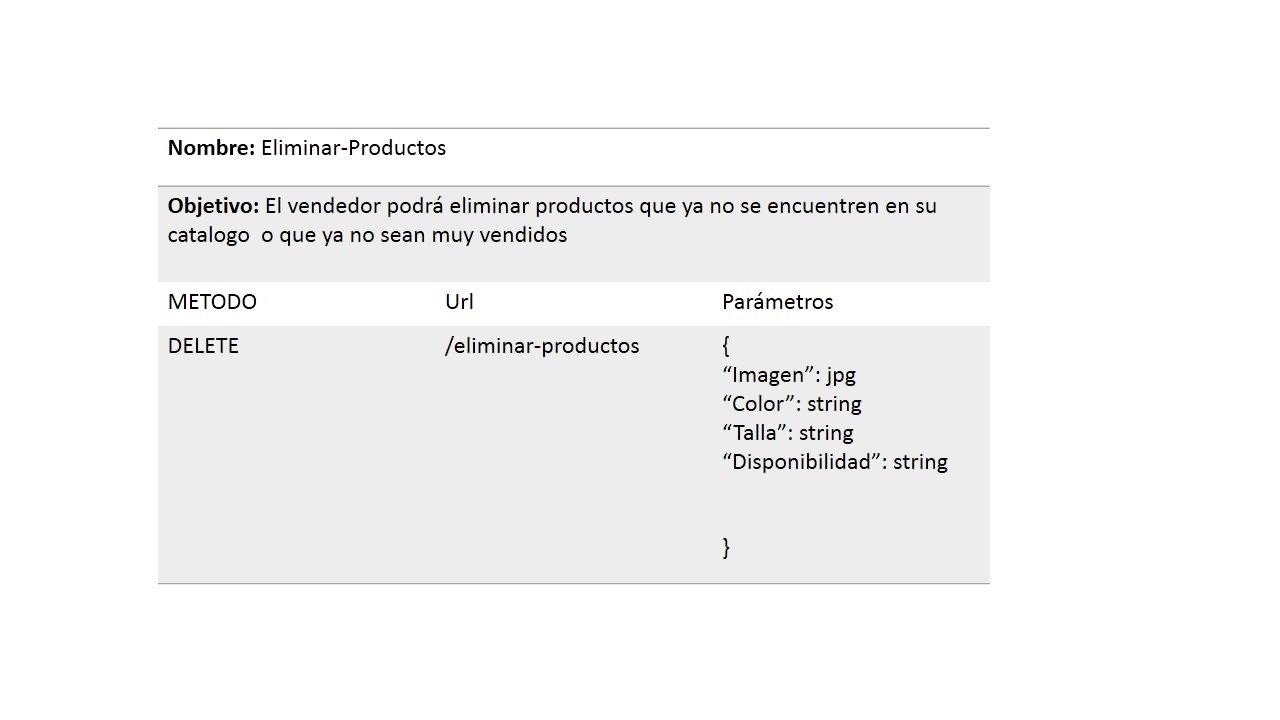 Nombre: Eliminar-Productos
Objetivo: El vendedor podrá eliminar productos que ya no se encuentren en su
catalogo  o que ya no sean muy vendidos
METODO Url Parámetros
DELETE /eliminar-productos {
“Imagen”: jpg
“Color”: string
“Talla”: string
“Disponibilidad”: string
}